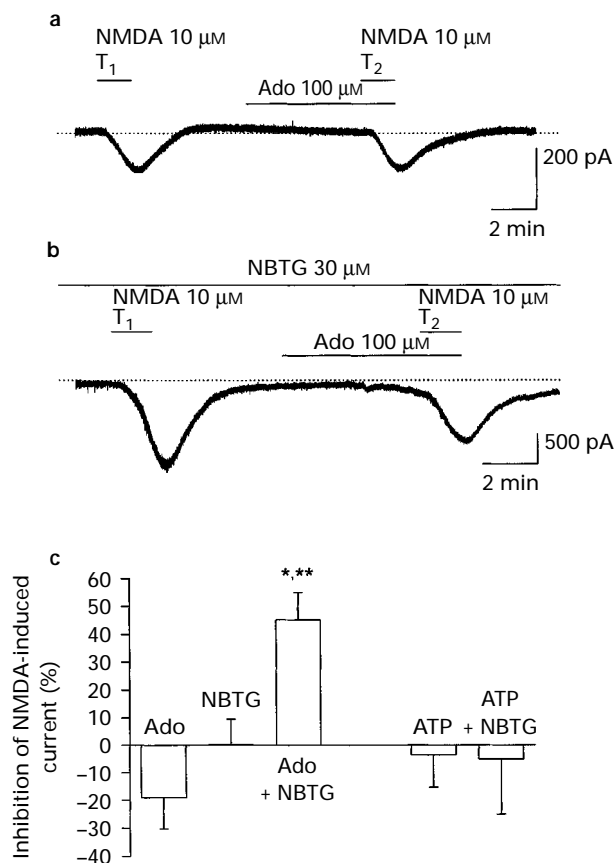 a
NMDA 10 μM NMDA 10 μM
T1 T2
Ado 100 μM
200 pA
2 min
b
NBTG 30 μM
NMDA 10 μM NMDA 10 μM
T1 T2
Ado 100 μM
500 pA
2 min
c
Inhibition of NMDA-induced
current (%)
60
50
40
30
20
10
0
–10
–20
–30
–40
*,**
Ado
NBTG
Ado
+ NBTG
ATP
ATP
+ NBTG